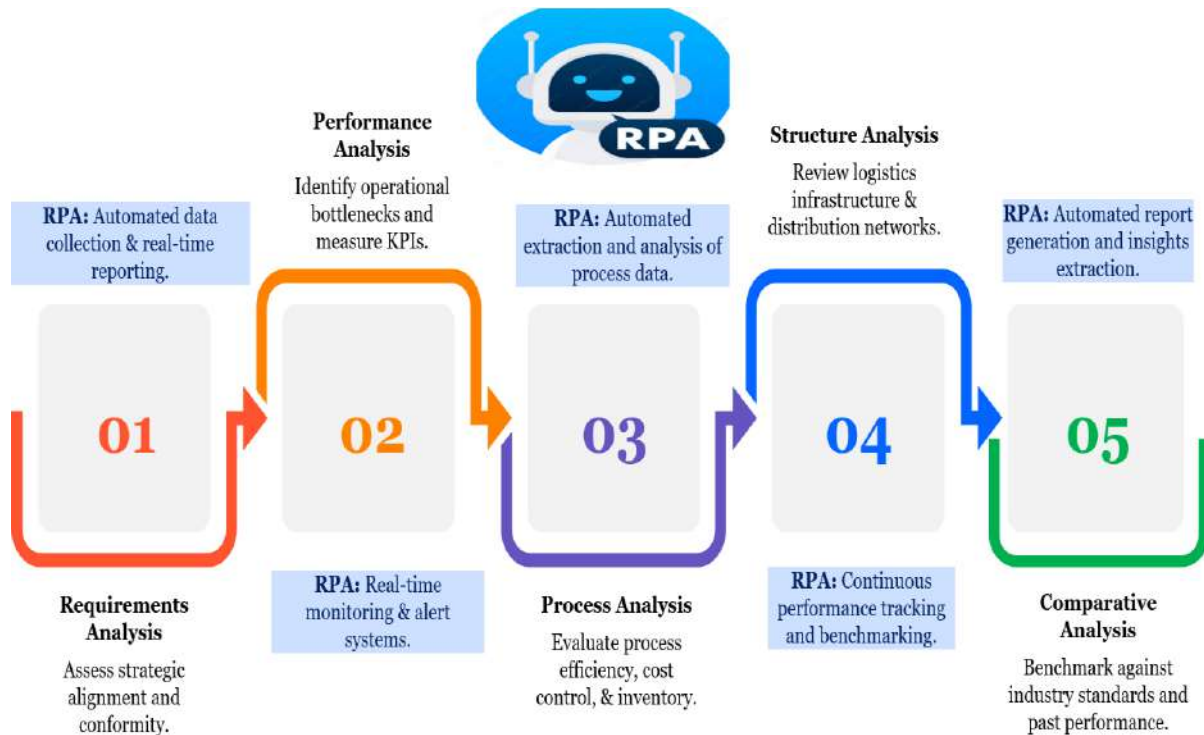 RPA
RPA: Automated data
collection & real-time
reporting.
01
Requirements
Analysis
Assess strategic
alignment and
conformity.
Performance
Analysis
Identify operational
bottlenecks and
measure KPIs.
02
RPA: Real-time
monitoring & alert
systems.
RPA: Automated
extraction and analysis of
process data.
03
Process Analysis
Evaluate process
efficiency, cost
control, & inventory.
Structure Analysis
Review logistics
infrastructure &
distribution networks.
04
RPA: Continuous
performance tracking
and benchmarking.
RPA: Automated report
generation and insights
extraction.
05
Comparative
Analysis
Benchmark against
industry standards and
past performance.